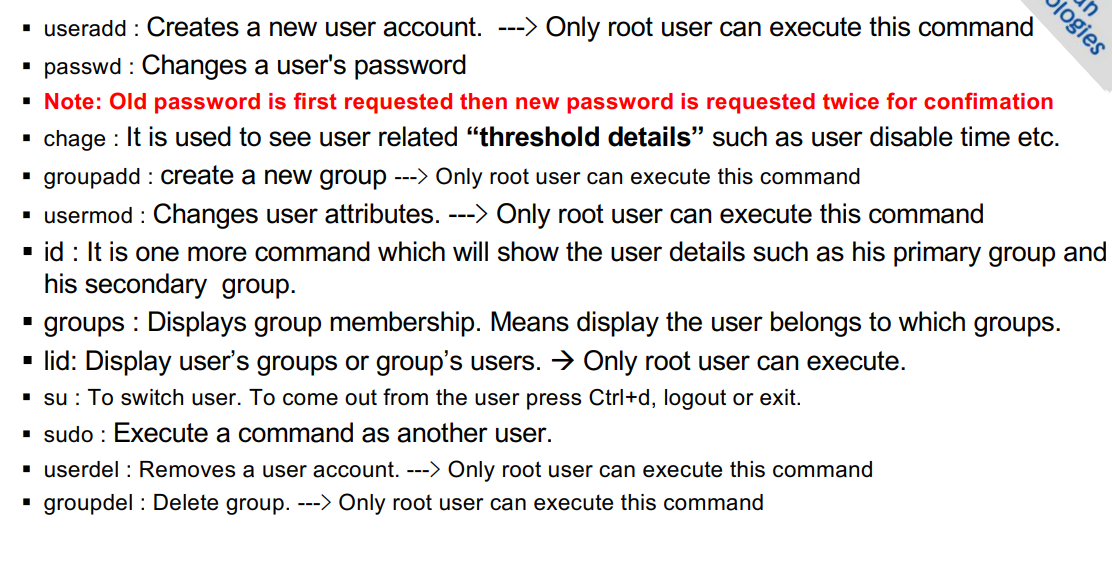 ▪ useradd : Creates a new user account. ---> Only root user can execute this command
▪ passwd : Changes a user's password
▪ Note: Old password is first requested then new password is requested twice for confimation
▪ chage : It is used to see user related “threshold details” such as user disable time etc.
▪ groupadd : create a new group ---> Only root user can execute this command
▪ usermod : Changes user attributes. ---> Only root user can execute this command
▪ id : It is one more command which will show the user details such as his primary group and
his secondary group.
▪ groups : Displays group membership. Means display the user belongs to which groups.
▪ lid: Display user’s groups or group’s users. → Only root user can execute.
▪ su : To switch user. To come out from the user press Ctrl+d, logout or exit.
▪ sudo : Execute a command as another user.
▪ userdel : Removes a user account. ---> Only root user can execute this command
▪ groupdel : Delete group. ---> Only root user can execute this command